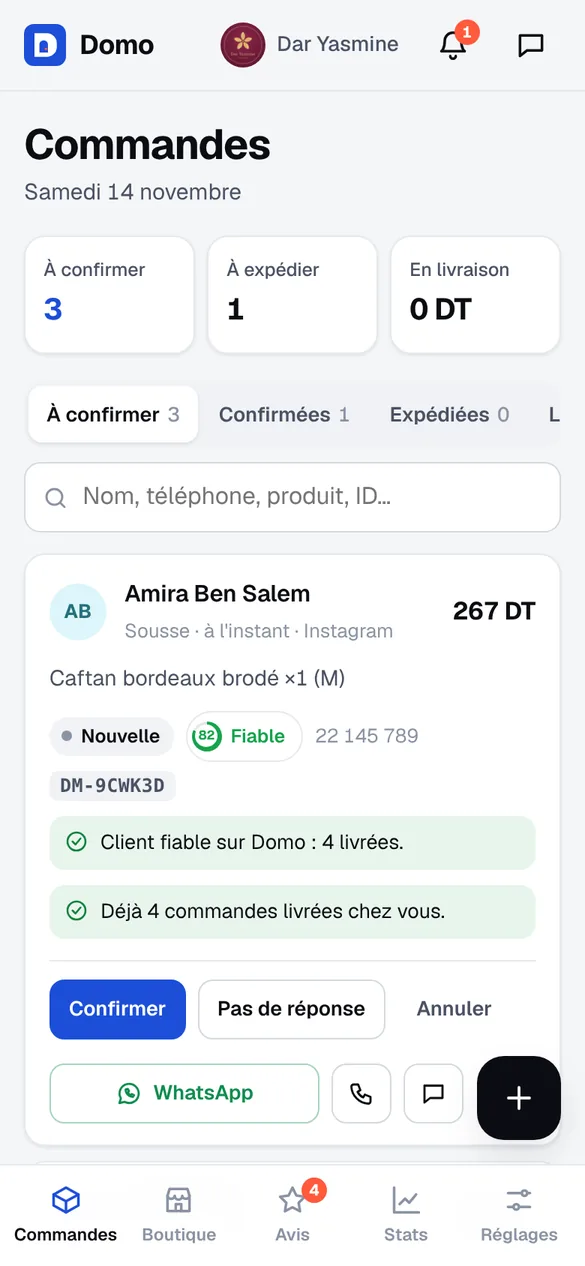 Domo
Dar Yasmine
1
Commandes
Samedi 14 novembre
À confirmer
3
À expédier
1
En livraison
0 DT
À confirmer 3
Confirmées 1
Expédiées 0
L
Nom, téléphone, produit, ID…
AB
Amira Ben Salem
267 DT
Sousse · à l'instant · Instagram
Caftan bordeaux brodé ×1 (M)
Nouvelle
82 Fiable
22 145 789
DM-9CWK3D
Client fiable sur Domo : 4 livrées.
Déjà 4 commandes livrées chez vous.
Confirmer
Pas de réponse
Annuler
WhatsApp
4
Commandes
Boutique
Avis
Stats
Réglages